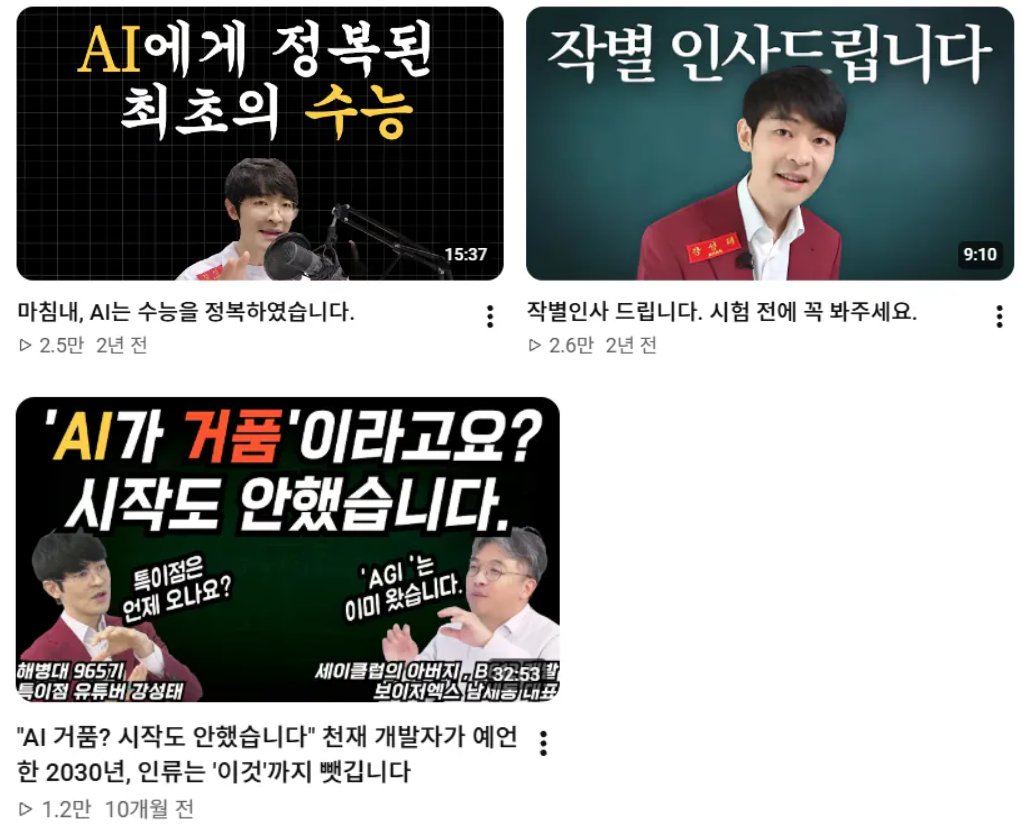 AI에게 정복된
최초의 수능
15:37
마침내, AI는 수능을 정복하였습니다.
2.5만 2년 전
작별 인사드립니다
강성태
9:10
작별인사 드립니다. 시험 전에 꼭 봐주세요.
2.6만 2년 전
'AI가 거품'이라고요?
시작도 안했습니다.
특이점은
언제 오나요?
'AGI'는
이미 왔습니다.
해병대 965기
특이점 유튜버 강성태
세이클럽의 아버지, B
32:53
보이저엑스 남세동 대표
"AI 거품? 시작도 안했습니다" 천재 개발자가 예언
한 2030년, 인류는 '이것'까지 뺏깁니다
1.2만 10개월 전